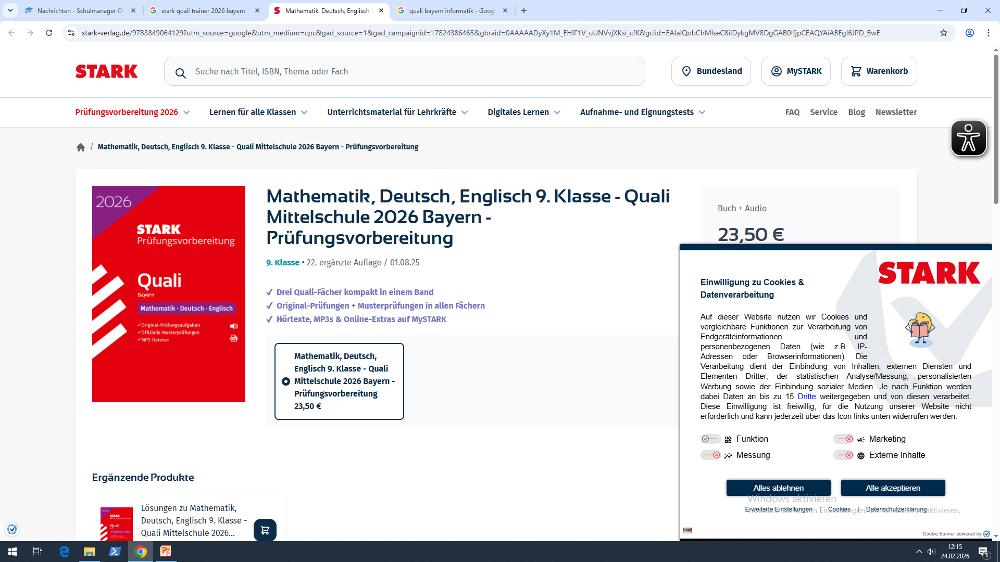 Nachrichten - Schulmanager O
stark quali trainer 2026 bayern
Mathematik, Deutsch, Englisch
quali bayern informatik - Goog
stark-verlag.de/9783849064129?utm_source=google&utm_medium=cpc&gad_source=1&gad_campaignid=17824386465&gbraid=0AAAAADyXy1M_EHlF1V_uUNVvjXKsi_cfK&gclid=EAIaIQobChMIseC8iIDykgMV8DgGAB0IfjpCEAQYAiABEgI6JPD_BwE
STARK
Suche nach Titel, ISBN, Thema oder Fach
Bundesland
MySTARK
Warenkorb
Prüfungsvorbereitung 2026
Lernen für alle Klassen
Unterrichtsmaterial für Lehrkräfte
Digitales Lernen
Aufnahme- und Eignungstests
FAQ
Service
Blog
Newsletter
/ Mathematik, Deutsch, Englisch 9. Klasse - Quali Mittelschule 2026 Bayern - Prüfungsvorbereitung
2026
STARK
Prüfungsvorbereitung
Quali
Bayern
Mathematik · Deutsch · Englisch
✓Original-Prüfungsaufgaben
✓Offizielle Musterprüfungen
✓MP3-Dateien
PDF
Mathematik, Deutsch, Englisch 9. Klasse - Quali
Mittelschule 2026 Bayern -
Prüfungsvorbereitung
9. Klasse • 22. ergänzte Auflage / 01.08.25
✓ Drei Quali-Fächer kompakt in einem Band
✓ Original-Prüfungen + Musterprüfungen in allen Fächern
✓ Hörtexte, MP3s & Online-Extras auf MySTARK
Mathematik, Deutsch,
Englisch 9. Klasse - Quali
Mittelschule 2026 Bayern -
Prüfungsvorbereitung
23,50 €
Buch + Audio
23,50 €
Ergänzende Produkte
2026
STARK
Prüfungsvorbereitung
Quali
Lösungen zu Mathematik,
Deutsch, Englisch 9. Klasse -
Quali Mittelschule 2026...
STARK
Einwilligung zu Cookies &
Datenverarbeitung
Auf dieser Website nutzen wir Cookies und
vergleichbare Funktionen zur Verarbeitung von
Endgeräteinformationen und
personenbezogenen Daten (wie z.B. IP-
Adressen oder Browserinformationen). Die
Verarbeitung dient der Einbindung von Inhalten, externen Diensten und
Elementen Dritter, der statistischen Analyse/Messung, personalisierten
Werbung sowie der Einbindung sozialer Medien. Je nach Funktion werden
dabei Daten an bis zu 15 Dritte weitergegeben und von diesen verarbeitet.
Diese Einwilligung ist freiwillig, für die Nutzung unserer Website nicht
erforderlich und kann jederzeit über das Icon links unten widerrufen werden.
Funktion
Marketing
Messung
Externe Inhalte
Alles ablehnen
Alle akzeptieren
Windows aktivieren
Erweiterte Einstellungen | Cookies | Datenschutzerklärung
Wechseln Sie zu den Einstellungen, um Windows zu aktivieren.
Cookie Banner powered by
12:15
24.02.2026
1